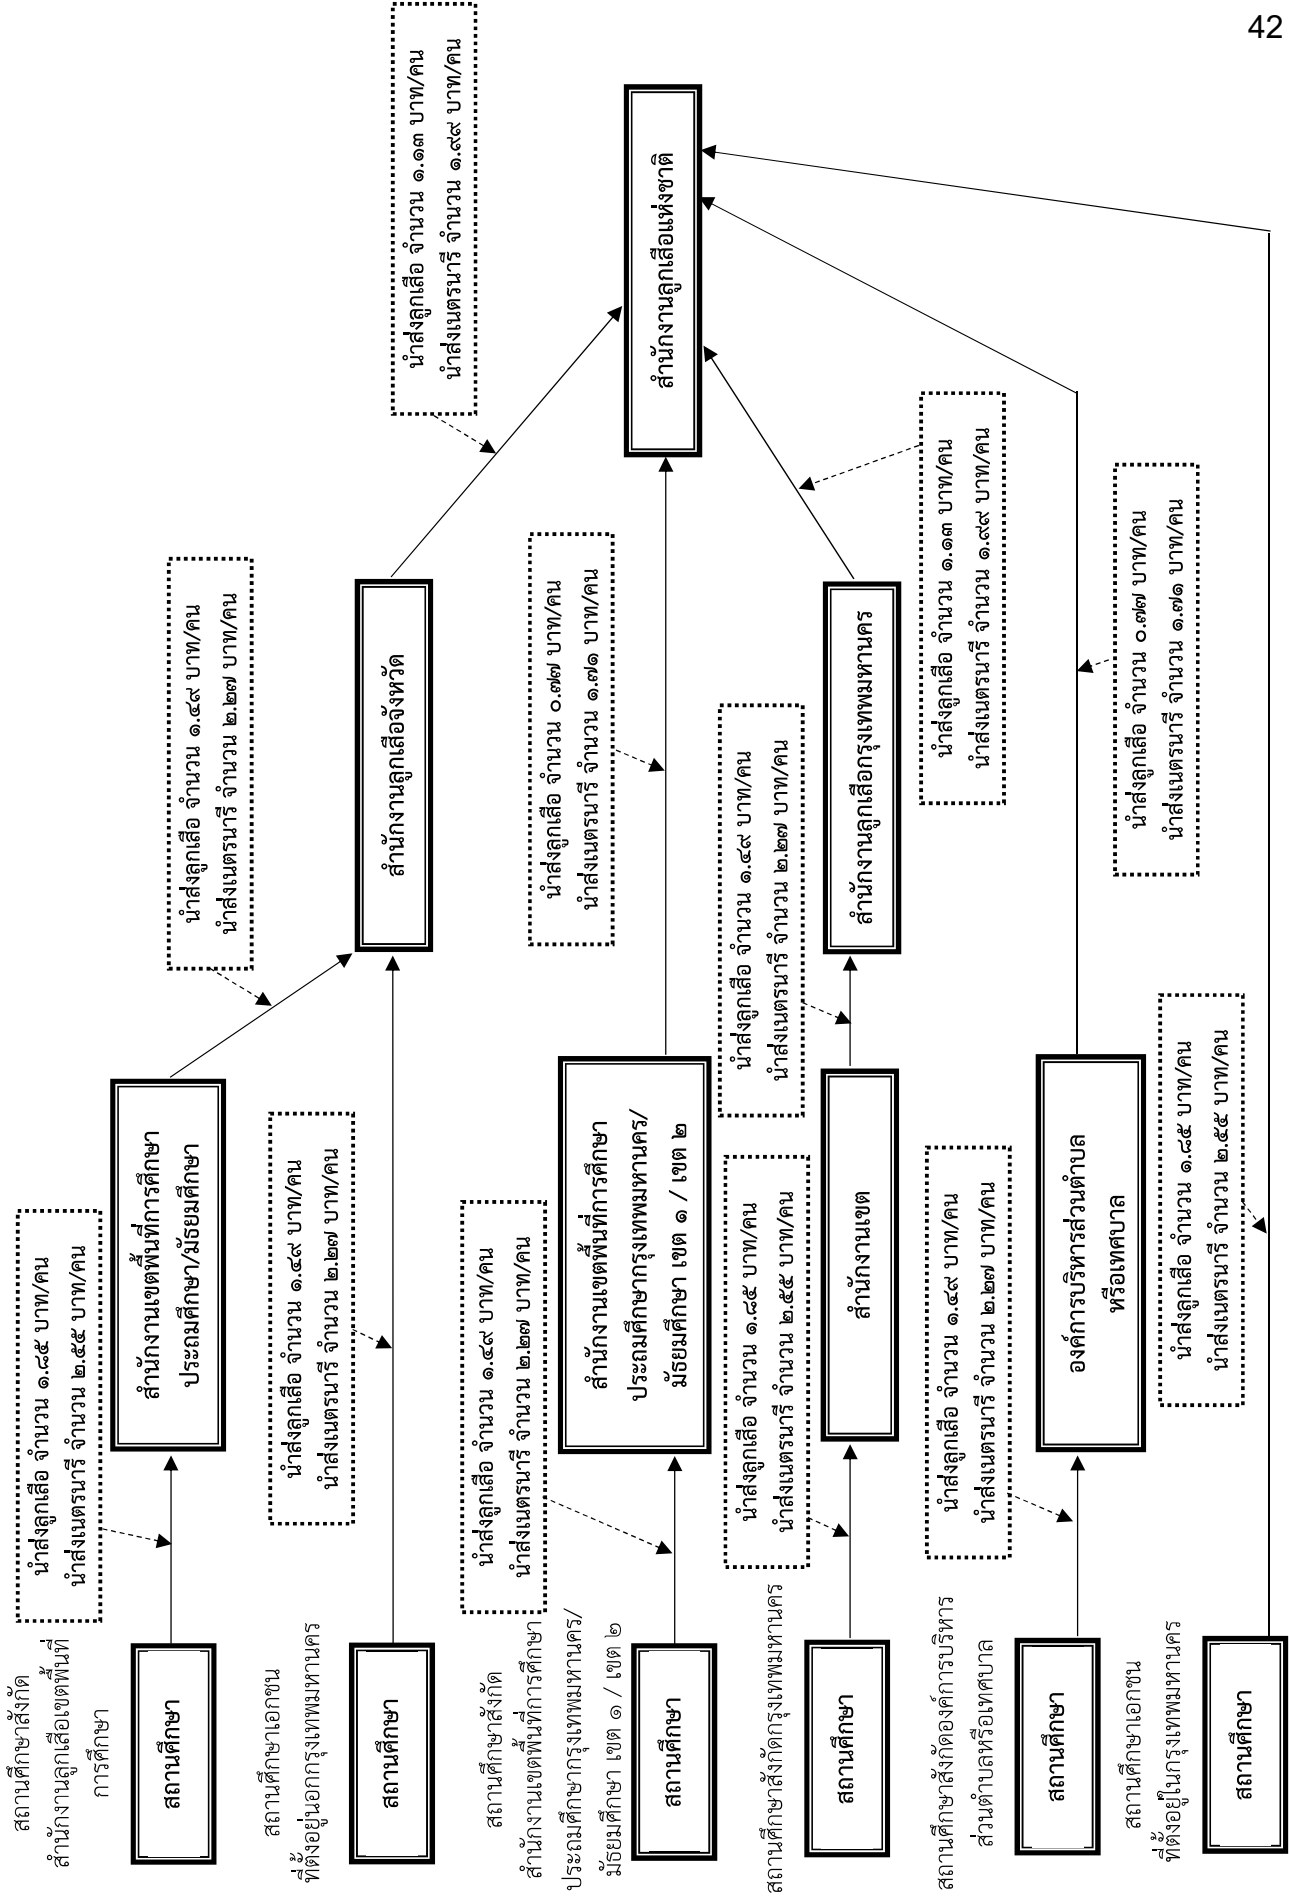 42
สถานศึกษาสังกัด
สำนักงานลูกเสือเขตพื้นที่
การศึกษา
สถานศึกษา
นำส่งลูกเสือ จำนวน ๑.๘๕ บาท/คน
นำส่งเนตรนารี จำนวน ๒.๕๕ บาท/คน
สำนักงานเขตพื้นที่การศึกษา
ประถมศึกษา/มัธยมศึกษา
นำส่งลูกเสือ จำนวน ๑.๔๙ บาท/คน
นำส่งเนตรนารี จำนวน ๒.๒๗ บาท/คน
สถานศึกษาเอกชน
ที่ตั้งอยู่นอกกรุงเทพมหานคร
สถานศึกษา
นำส่งลูกเสือ จำนวน ๑.๔๙ บาท/คน
นำส่งเนตรนารี จำนวน ๒.๒๗ บาท/คน
สำนักงานลูกเสือจังหวัด
นำส่งลูกเสือ จำนวน ๑.๑๓ บาท/คน
นำส่งเนตรนารี จำนวน ๑.๙๙ บาท/คน
สถานศึกษาสังกัด
สำนักงานเขตพื้นที่การศึกษา
ประถมศึกษากรุงเทพมหานคร/
มัธยมศึกษา เขต ๑ / เขต ๒
สถานศึกษา
นำส่งลูกเสือ จำนวน ๑.๔๙ บาท/คน
นำส่งเนตรนารี จำนวน ๒.๒๗ บาท/คน
สำนักงานเขตพื้นที่การศึกษา
ประถมศึกษากรุงเทพมหานคร/
มัธยมศึกษา เขต ๑ / เขต ๒
นำส่งลูกเสือ จำนวน ๐.๗๗ บาท/คน
นำส่งเนตรนารี จำนวน ๑.๗๑ บาท/คน
สำนักงานลูกเสือแห่งชาติ
สถานศึกษาสังกัดกรุงเทพมหานคร
สถานศึกษา
นำส่งลูกเสือ จำนวน ๑.๘๕ บาท/คน
นำส่งเนตรนารี จำนวน ๒.๕๕ บาท/คน
สำนักงานเขต
นำส่งลูกเสือ จำนวน ๑.๔๙ บาท/คน
นำส่งเนตรนารี จำนวน ๒.๒๗ บาท/คน
สำนักงานลูกเสือกรุงเทพมหานคร
นำส่งลูกเสือ จำนวน ๑.๑๓ บาท/คน
นำส่งเนตรนารี จำนวน ๑.๙๙ บาท/คน
สถานศึกษาสังกัดองค์การบริหาร
ส่วนตำบลหรือเทศบาล
สถานศึกษา
นำส่งลูกเสือ จำนวน ๑.๔๙ บาท/คน
นำส่งเนตรนารี จำนวน ๒.๒๗ บาท/คน
องค์การบริหารส่วนตำบล
หรือเทศบาล
นำส่งลูกเสือ จำนวน ๐.๗๗ บาท/คน
นำส่งเนตรนารี จำนวน ๑.๗๑ บาท/คน
สถานศึกษาเอกชน
ที่ตั้งอยู่ในกรุงเทพมหานคร
สถานศึกษา
นำส่งลูกเสือ จำนวน ๑.๘๕ บาท/คน
นำส่งเนตรนารี จำนวน ๒.๕๕ บาท/คน